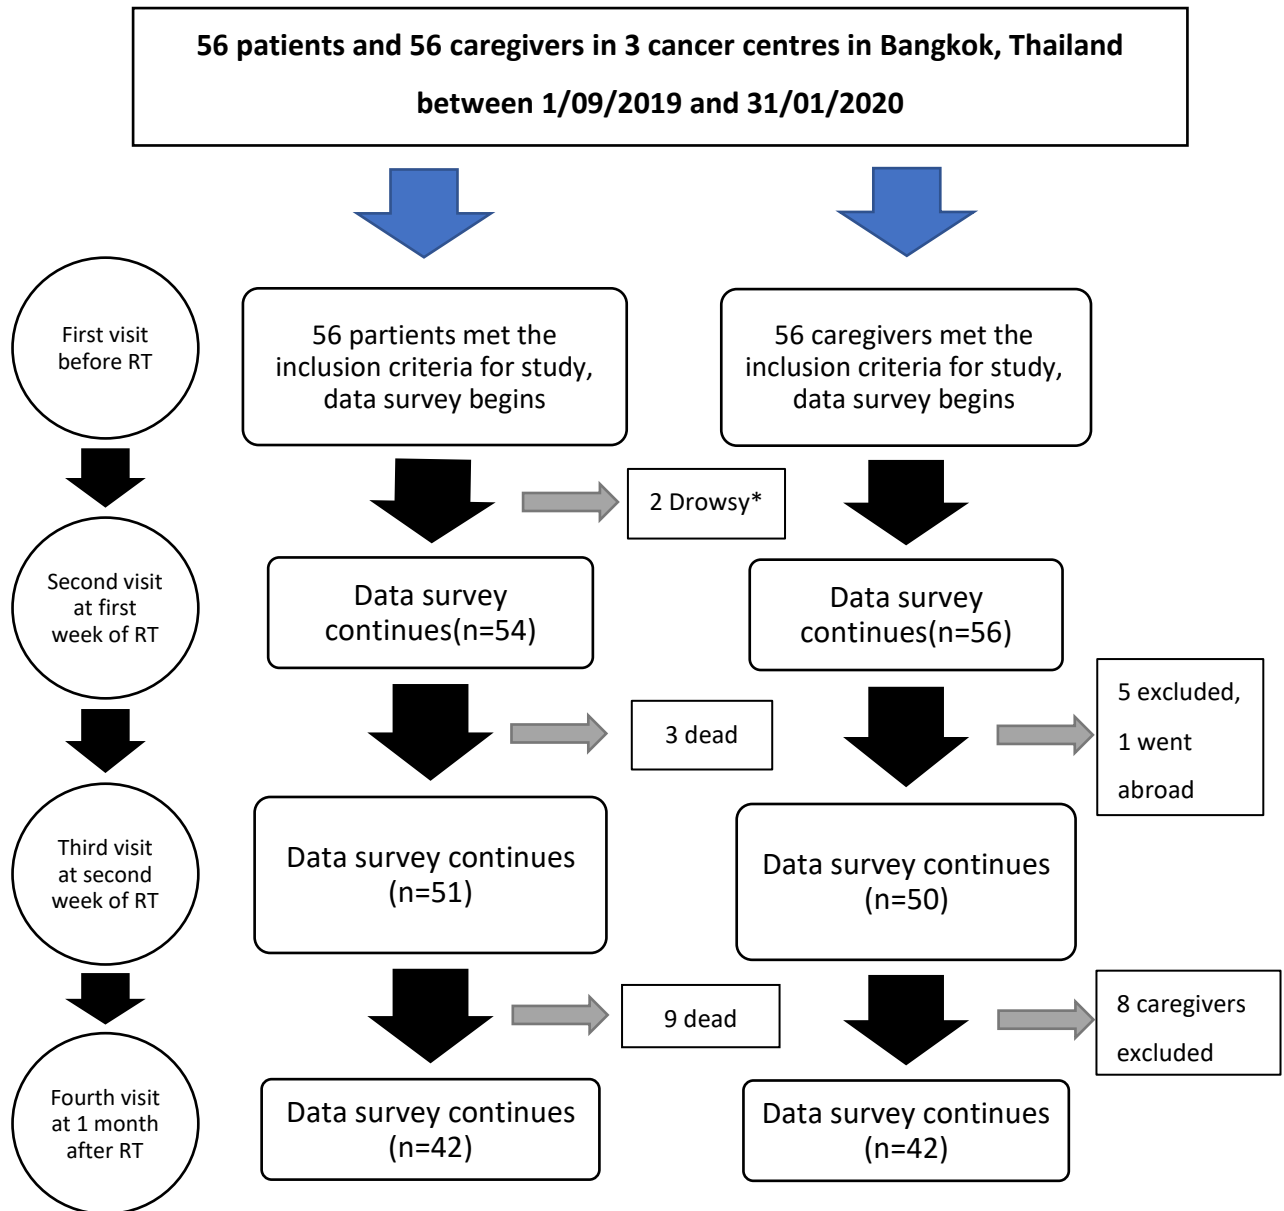 56 patients and 56 caregivers in 3 cancer centres in Bangkok, Thailand
between 1/09/2019 and 31/01/2020
First visit
before RT
56 partients met the
inclusion criteria for study,
data survey begins
56 caregivers met the
inclusion criteria for study,
data survey begins
2 Drowsy*
Second visit
at first
week of RT
Data survey
continues(n=54)
Data survey
continues(n=56)
3 dead
5 excluded,
1 went
abroad
Third visit
at second
week of RT
Data survey continues
(n=51)
Data survey continues
(n=50)
9 dead
8 caregivers
excluded
Fourth visit
at 1 month
after RT
Data survey continues
(n=42)
Data survey continues
(n=42)